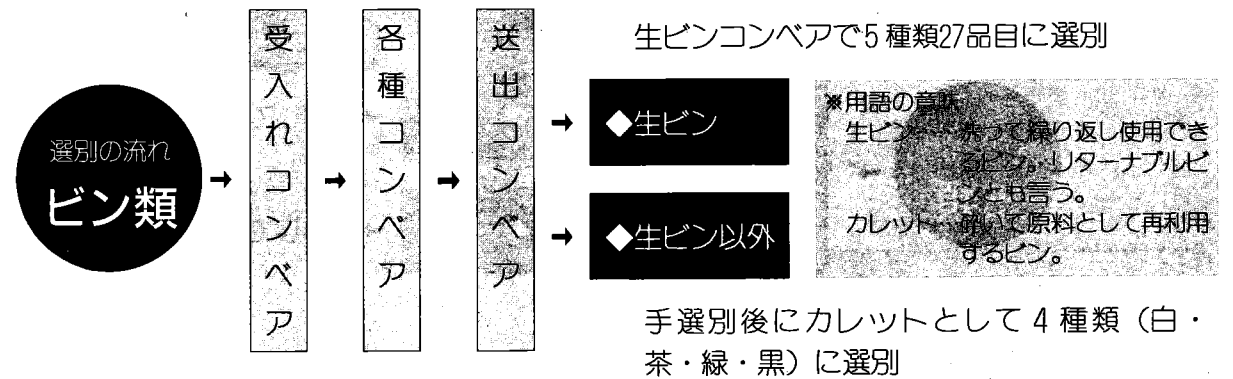 選別の流れ
ビン類
受入れコンベア
各種コンベア
送出コンベア
生ビンコンベアで5種類27品目に選別
◆生ビン
◆生ビン以外
※用語の意味
生ビン…洗って繰り返し使用でき
るビン。リターナブルビ
ンとも言う。
カレット…砕いて原料として再利用
するビン。
手選別後にカレットとして4種類（白・
茶・緑・黒）に選別